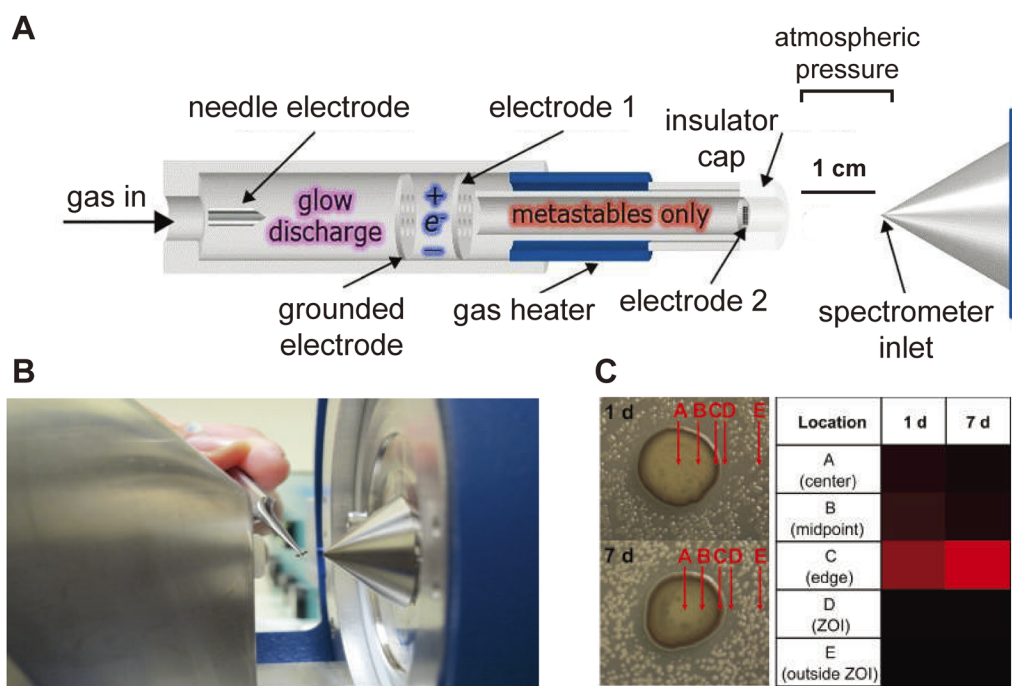 A
atmospheric
pressure
needle electrode
electrode 1
insulator
cap
gas in
1 cm
glow
discharge
+
e-
–
metastables only
grounded
electrode
gas heater
electrode 2
spectrometer
inlet
B
C
1 d
A B C D E
7 d
A B C D E
Location 1 d 7 d
A
(center)
B
(midpoint)
C
(edge)
D
(ZOI)
E
(outside ZOI)